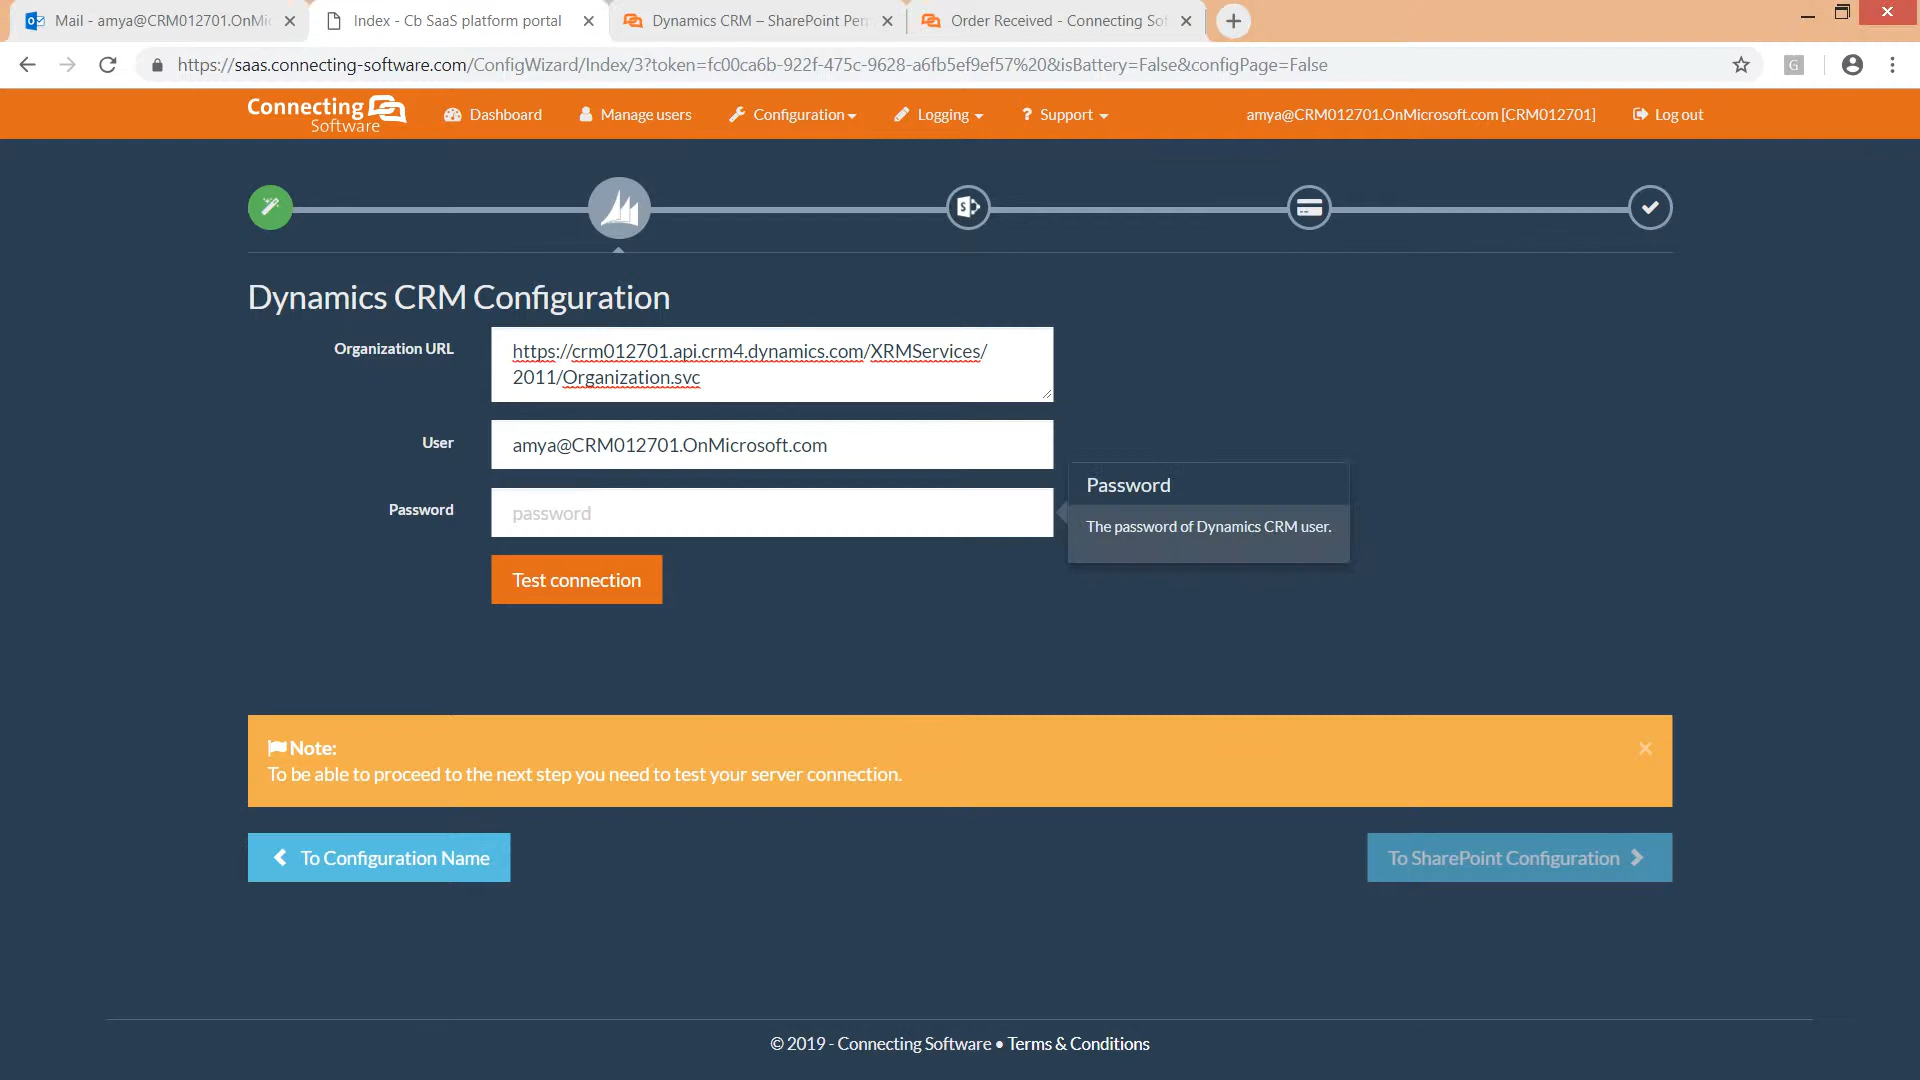 Mail - amya@CRM012701.OnMi
Index - Cb SaaS platform portal
Dynamics CRM – SharePoint Per
Order Received - Connecting Sof
https://saas.connecting-software.com/ConfigWizard/Index/3?token=fc00ca6b-922f-475c-9628-a6fb5ef9ef57%20&isBattery=False&configPage=False
G
Connecting
Software
Dashboard
Manage users
Configuration
Logging
? Support
amya@CRM012701.OnMicrosoft.com [CRM012701]
Log out
S
Dynamics CRM Configuration
Organization URL
https://crm012701.api.crm4.dynamics.com/XRMServices/
2011/Organization.svc
User
amya@CRM012701.OnMicrosoft.com
Password
password
Password
The password of Dynamics CRM user.
Test connection
Note:
To be able to proceed to the next step you need to test your server connection.
To Configuration Name
To SharePoint Configuration
© 2019 - Connecting Software • Terms & Conditions